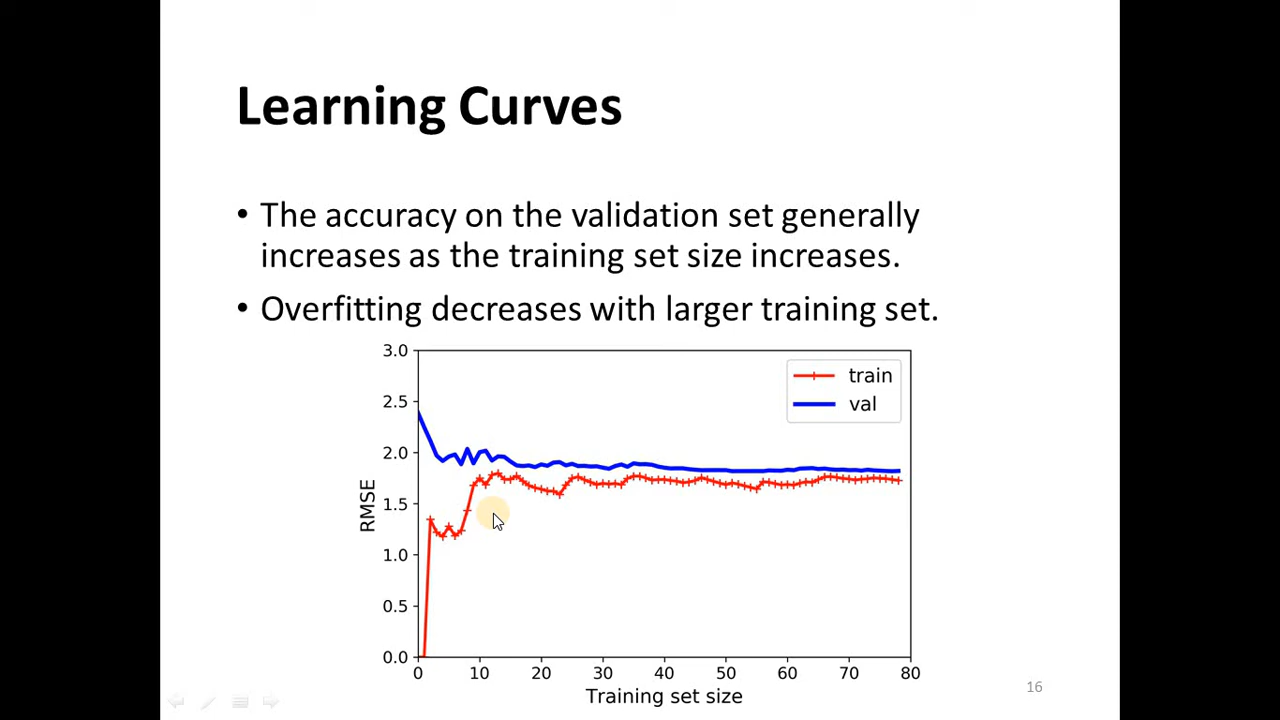 Learning Curves
• The accuracy on the validation set generally
increases as the training set size increases.
• Overfitting decreases with larger training set.
3.0
2.5
2.0
1.5
1.0
0.5
0.0
RMSE
train
val
0 10 20 30 40 50 60 70 80
Training set size
16